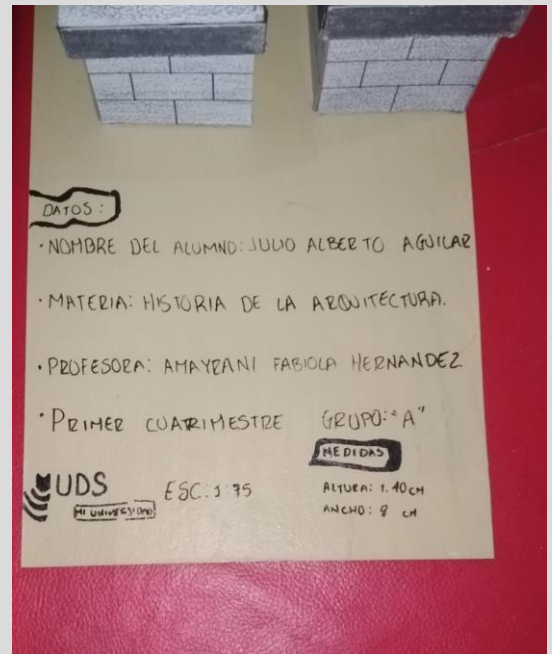 DATOS:
·NOMBRE DEL ALUMNO: JULIO ALBERTO AGUILAR
·MATERIA: HISTORIA DE LA ARQUITECTURA.
·PROFESORA: AMAYRANI FABIOLA HERNANDEZ
·PRIMER CUATRIMESTRE GRUPO: "A"
MEDIDAS
UDS ESC: 1:75 ALTURA: 1.40 CM
MI UNIVERSIDAD ANCHO: 8 CM